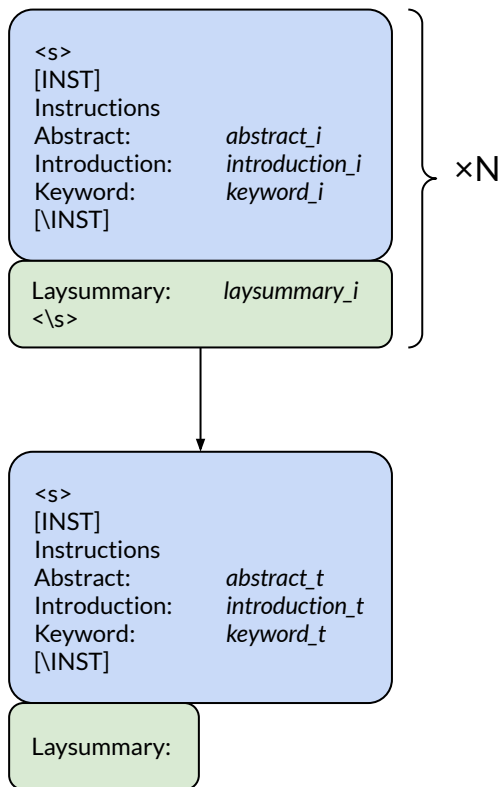 <s>
[INST]
Instructions
Abstract: abstract_i
Introduction: introduction_i
Keyword: keyword_i
[\INST]
×N
Laysummary: laysummary_i
<\s>
<s>
[INST]
Instructions
Abstract: abstract_t
Introduction: introduction_t
Keyword: keyword_t
[\INST]
Laysummary: